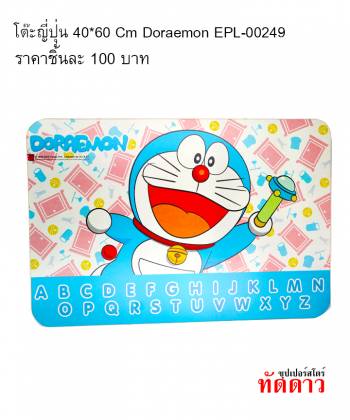 โต๊ะญี่ปุ่น 40*60 Cm Doraemon EPL-00249
ราคาชิ้นละ 100 บาท
DORAEMON
A B C D E F G H I J K L M N
O P Q R S T U V W X Y Z
ซุปเปอร์สโตร์
ทัดดาว